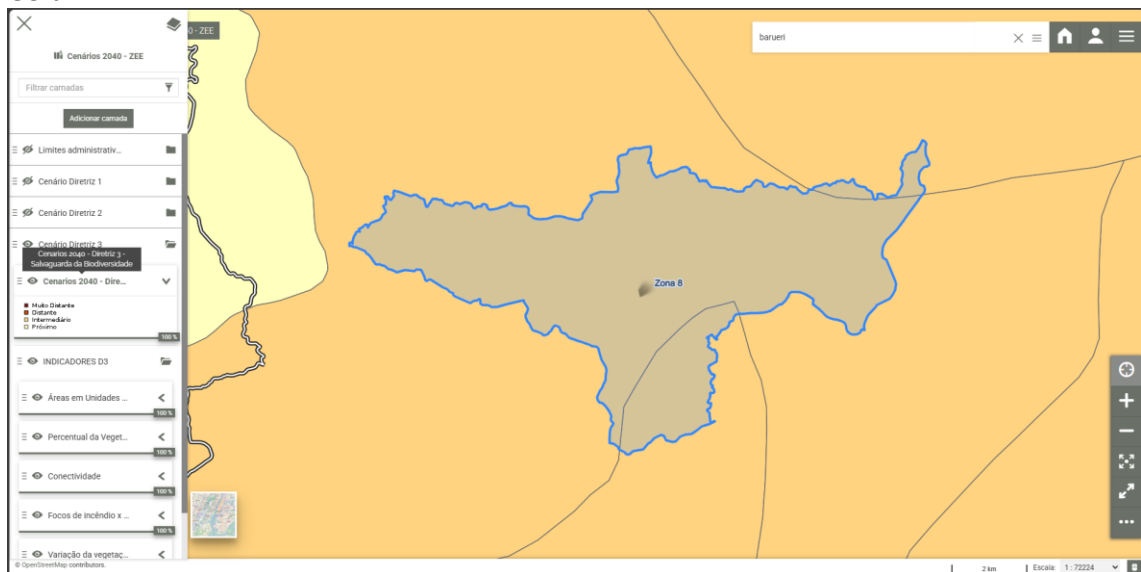 0 - ZEE
Cenários 2040 - ZEE
Filtrar camadas
Adicionar camada
Limites administrativ...
Cenário Diretriz 1
Cenário Diretriz 2
Cenário Diretriz 3
Cenarios 2040 - Diretriz 3 -
Salvaguarda da Biodiversidade
Cenarios 2040 - Dire...
Muito Distante
Distante
Intermediário
Próximo
100 %
INDICADORES D3
Áreas em Unidades ...
100 %
Percentual da Veget...
100 %
Conectividade
100 %
Focos de incêndio x ...
100 %
Variação da vegetaç...
© OpenStreetMap contributors.
barueri
Zona 8
2 km
Escala: 1 : 72224